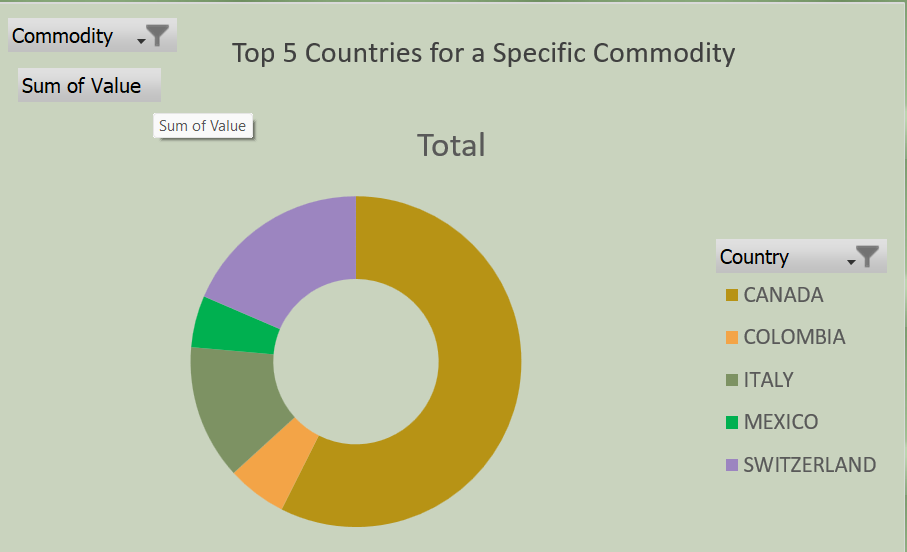 Commodity
Top 5 Countries for a Specific Commodity
Sum of Value
Sum of Value
Total
Country
CANADA
COLOMBIA
ITALY
MEXICO
SWITZERLAND